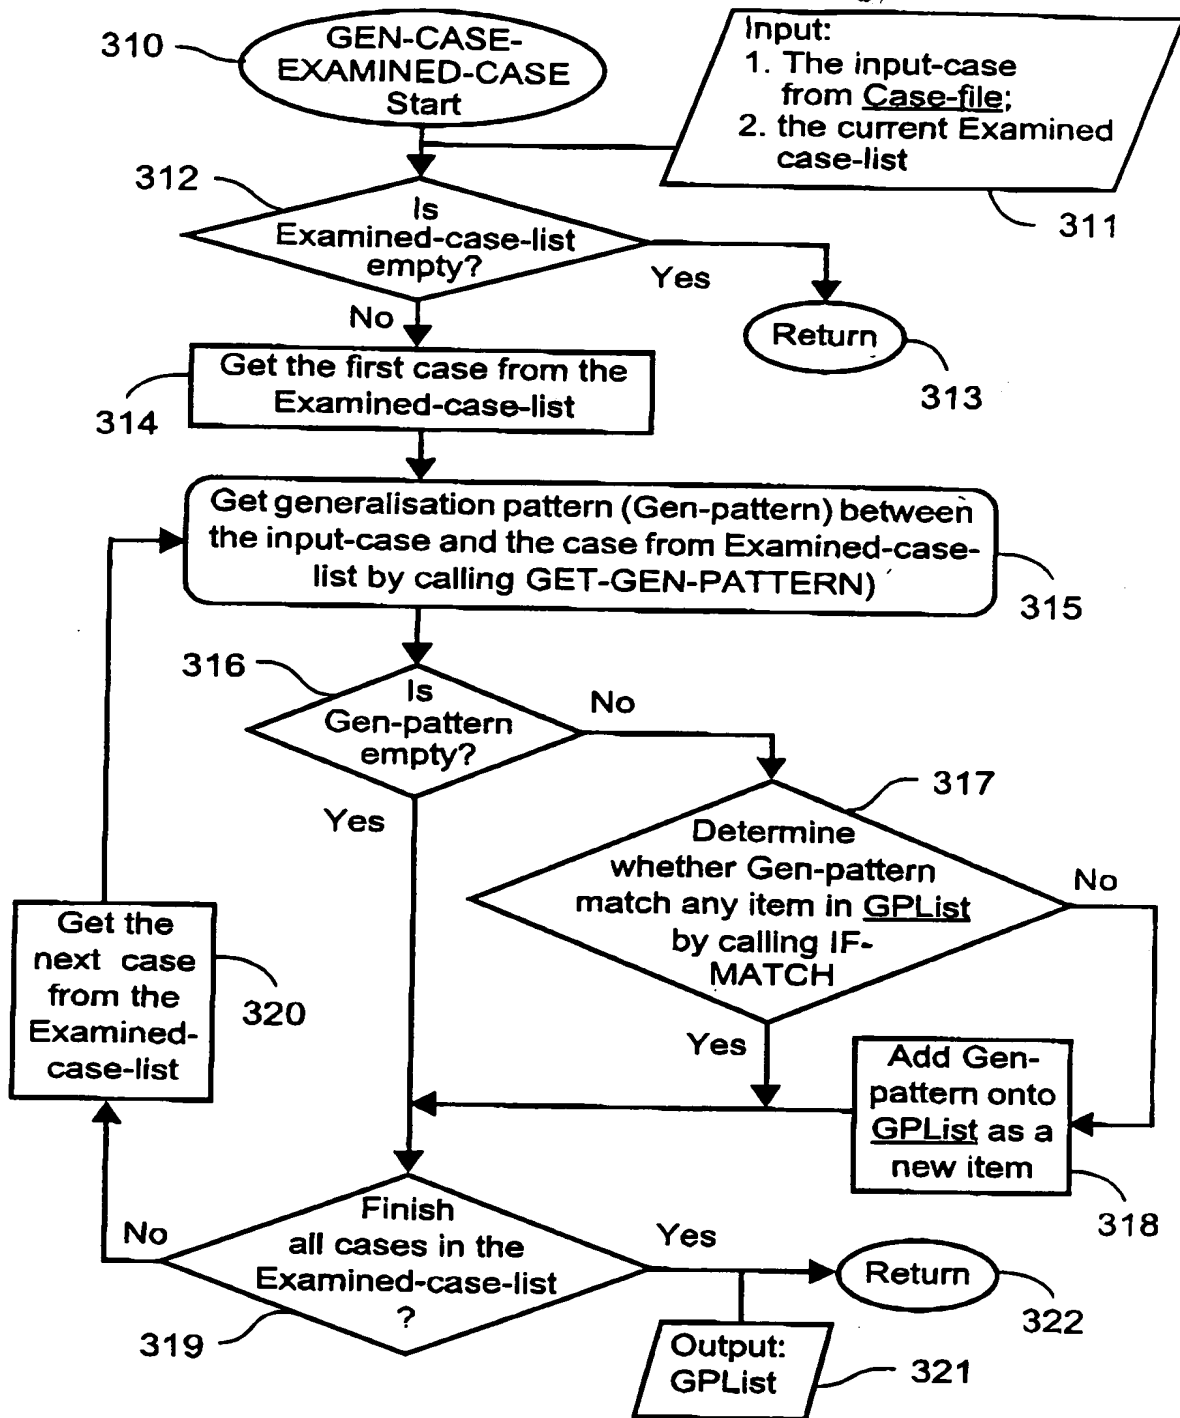 310
GEN-CASE-
EXAMINED-CASE
Start
Input:
1. The input-case
from Case-file;
2. the current Examined
case-list
311
312
Is
Examined-case-list
empty?
Yes
No
Return
313
Get the first case from the
Examined-case-list
314
Get generalisation pattern (Gen-pattern) between
the input-case and the case from Examined-case-
list by calling GET-GEN-PATTERN)
315
316
Is
Gen-pattern
empty?
No
Yes
317
Determine
whether Gen-pattern
match any item in GPList
by calling IF-
MATCH
No
Yes
Get the
next case
from the
Examined-
case-list
320
Add Gen-
pattern onto
GPList as a
new item
318
Finish
all cases in the
Examined-case-list
?
No
Yes
319
Return
322
Output:
GPList
321